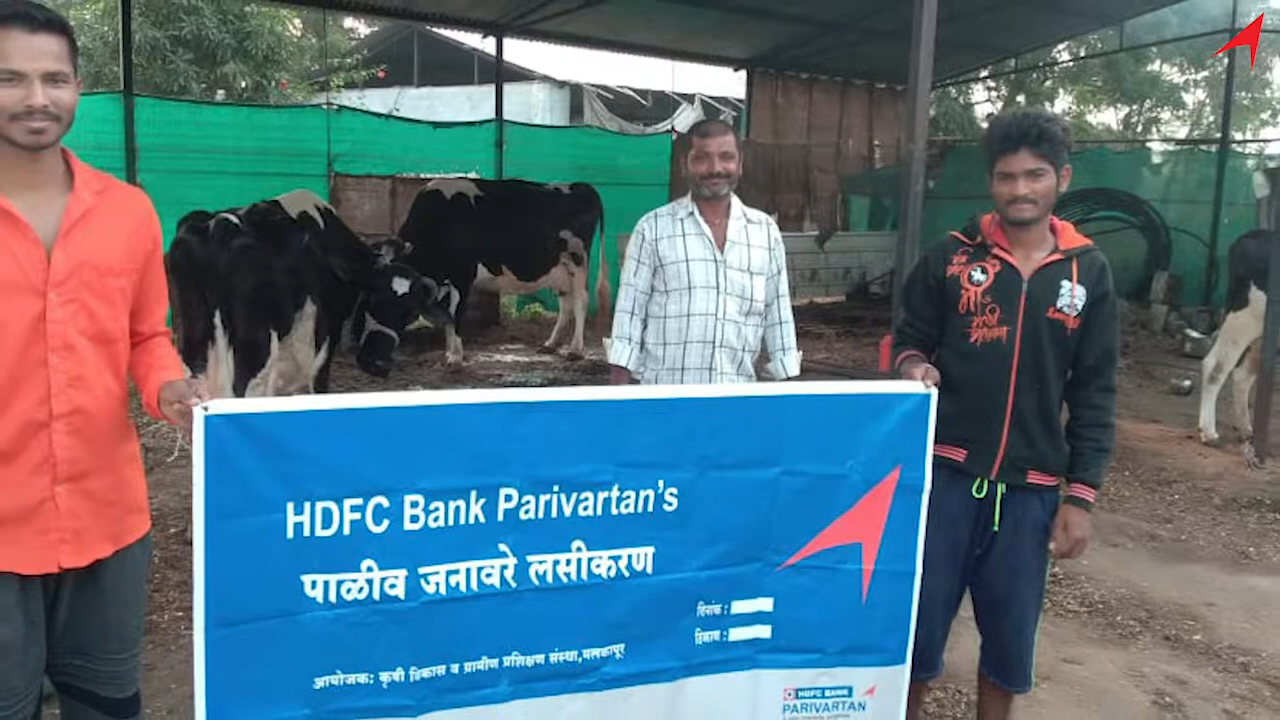 HDFC Bank Parivartan's
पाळीव जनावरे लसीकरण
दिनांक :
ठिकाण :
आयोजक: कृषी विकास व ग्रामीण प्रशिक्षण संस्था,मलकापूर
HDFC BANK
PARIVARTAN